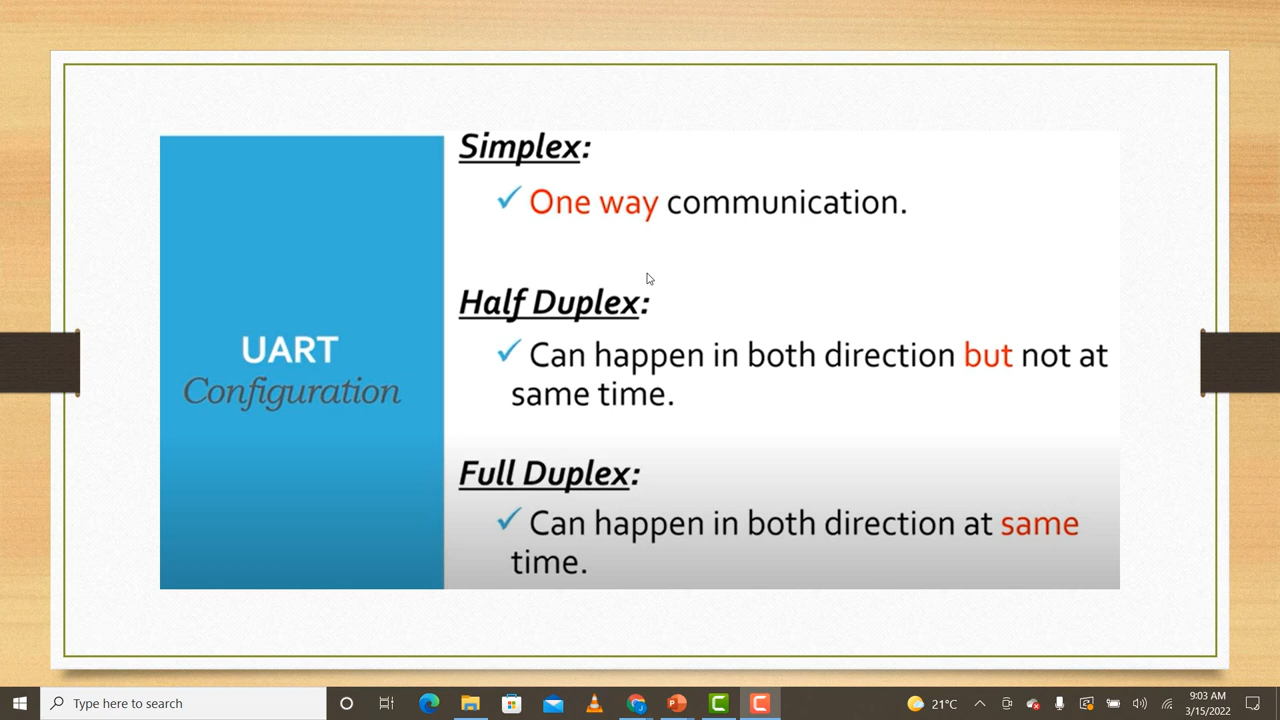 Simplex:
✓ One way communication.
Half Duplex:
✓ Can happen in both direction but not at
same time.
Full Duplex:
✓ Can happen in both direction at same
time.
UART
Configuration
Type here to search
21°C
9:03 AM
3/15/2022